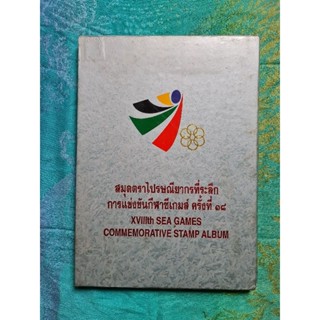 สมุดตราไปรษณียากรที่ระลึก
การแข่งขันกีฬาซีเกมส์ ครั้งที่ ๑๘
XVIIIth SEA GAMES
COMMEMORATIVE STAMP ALBUM